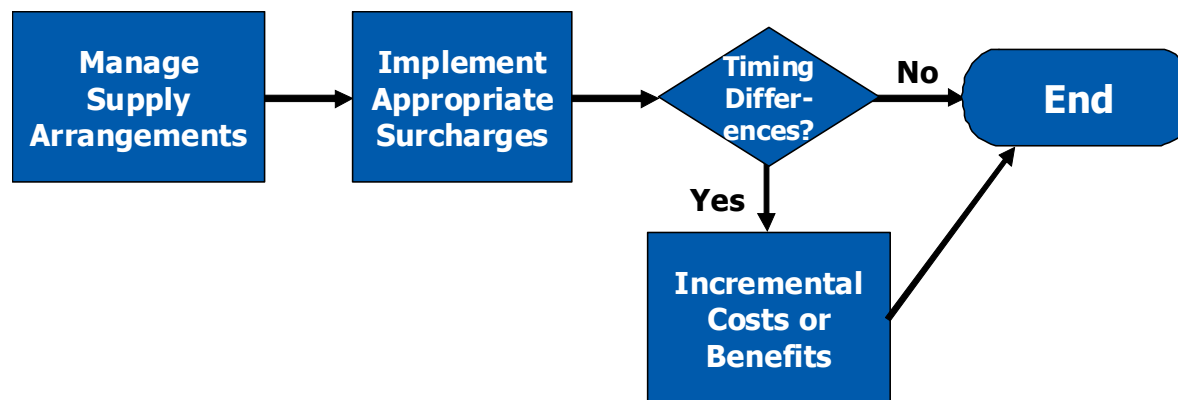 Manage
Supply
Arrangements
Implement
Appropriate
Surcharges
Timing
Differ-
ences?
No
End
Yes
Incremental
Costs or
Benefits